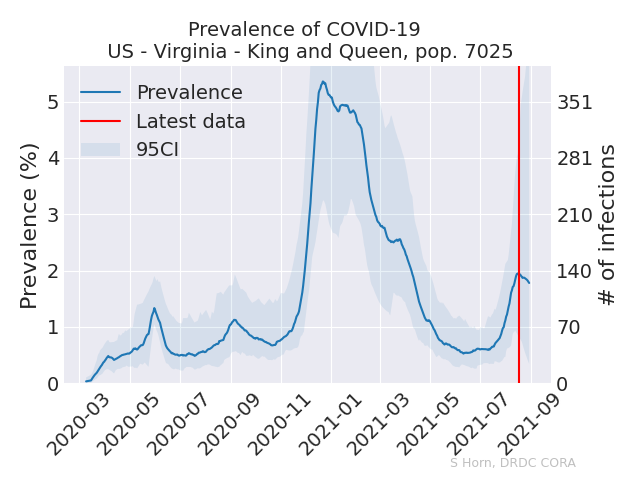 Prevalence of COVID-19
US - Virginia - King and Queen, pop. 7025
Prevalence
Latest data
95CI
Prevalence (%)
5
4
3
2
1
0
351
281
210
140
70
0
# of infections
2020-03
2020-05
2020-07
2020-09
2020-11
2021-01
2021-03
2021-05
2021-07
2021-09
S Horn, DRDC CORA